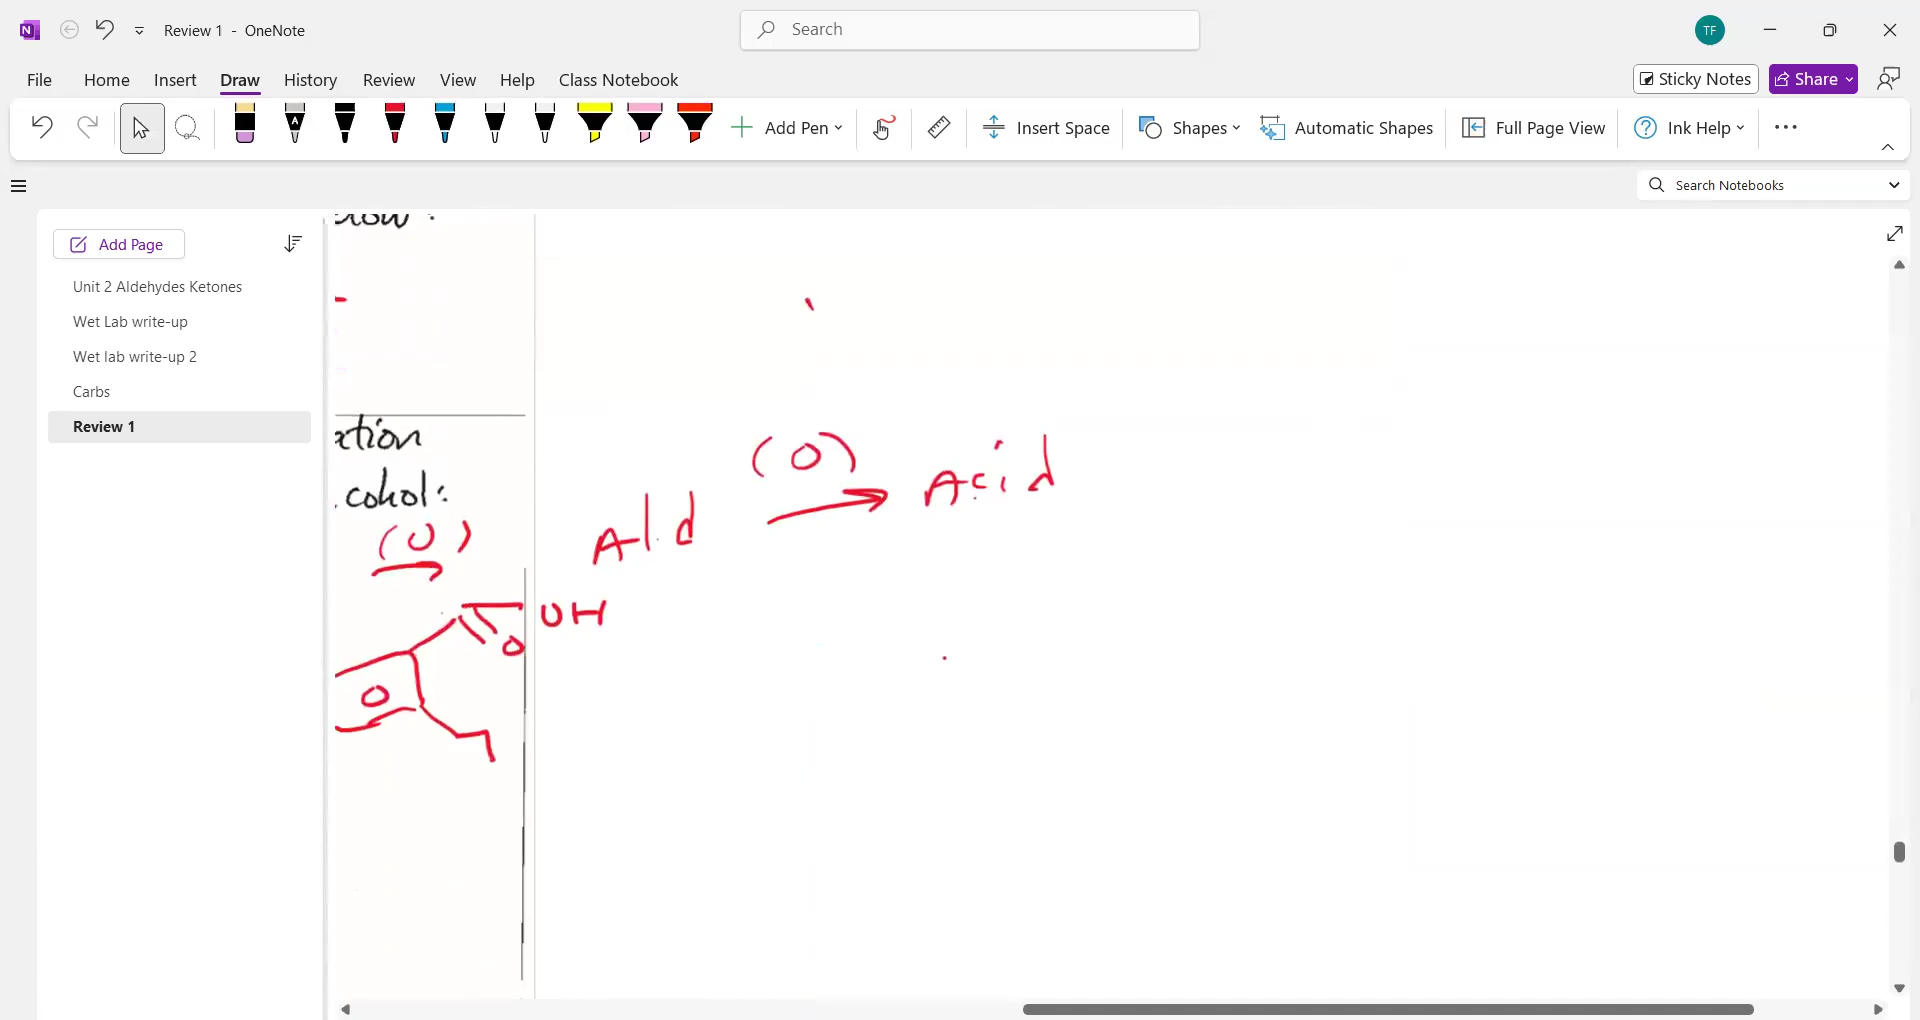 Review 1 - OneNote
Search
TF
File Home Insert Draw History Review View Help Class Notebook
Sticky Notes Share
A Add Pen Insert Space Shapes Automatic Shapes Full Page View Ink Help
Search Notebooks
Add Page
Unit 2 Aldehydes Ketones
Wet Lab write-up
Wet lab write-up 2
Carbs
Review 1
ation
cohol:
(O)
Ald (O) Acid
OH
O
O